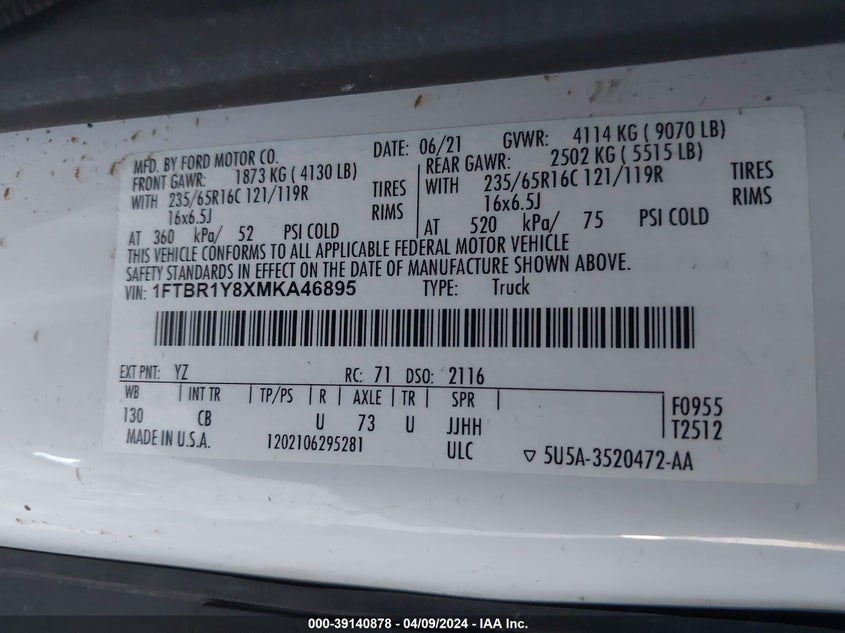 MFD. BY FORD MOTOR CO. DATE: 06/21 GVWR: 4114 KG ( 9070 LB)
FRONT GAWR: 1873 KG ( 4130 LB) REAR GAWR: 2502 KG ( 5515 LB)
WITH 235/65R16C 121/119R TIRES WITH 235/65R16C 121/119R TIRES
16x6.5J RIMS 16x6.5J RIMS
AT 360 kPa/ 52 PSI COLD AT 520 kPa/ 75 PSI COLD
THIS VEHICLE CONFORMS TO ALL APPLICABLE FEDERAL MOTOR VEHICLE
SAFETY STANDARDS IN EFFECT ON THE DATE OF MANUFACTURE SHOWN ABOVE.
VIN: 1FTBR1Y8XMKA46895 TYPE: Truck
EXT PNT: YZ RC: 71 DSO: 2116
WB | INT TR | TP/PS | R | AXLE | TR | SPR | F0955
130 CB U 73 U JJHH T2512
MADE IN U.S.A. 1202106295281 ULC ▽ 5U5A-3520472-AA
000-39140878 - 04/09/2024 - IAA Inc.